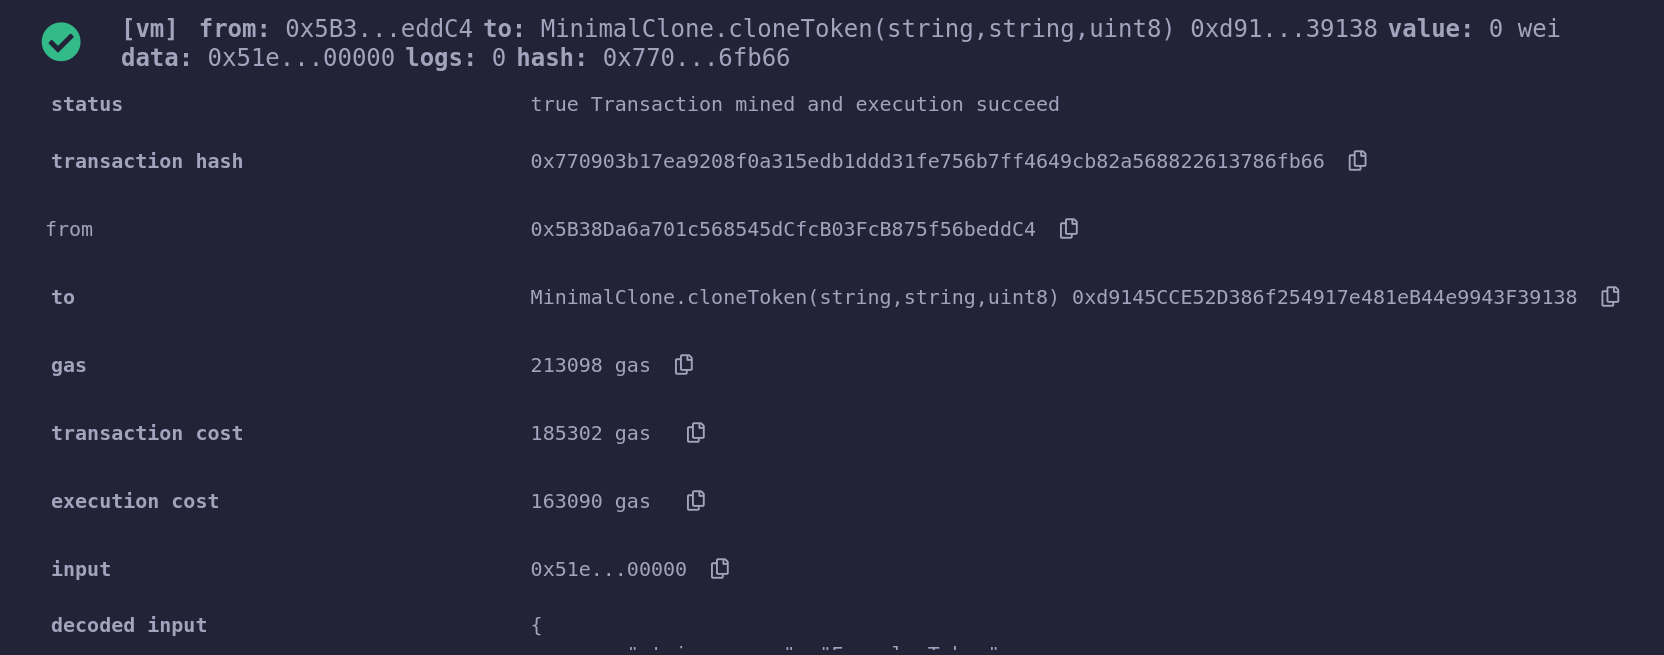 [vm] from: 0x5B3...eddC4 to: MinimalClone.cloneToken(string,string,uint8) 0xd91...39138 value: 0 wei
data: 0x51e...00000 logs: 0 hash: 0x770...6fb66
status true Transaction mined and execution succeed
transaction hash 0x770903b17ea9208f0a315edb1ddd31fe756b7ff4649cb82a568822613786fb66
from 0x5B38Da6a701c568545dCfcB03FcB875f56beddC4
to MinimalClone.cloneToken(string,string,uint8) 0xd9145CCE52D386f254917e481eB44e9943F39138
gas 213098 gas
transaction cost 185302 gas
execution cost 163090 gas
input 0x51e...00000
decoded input {